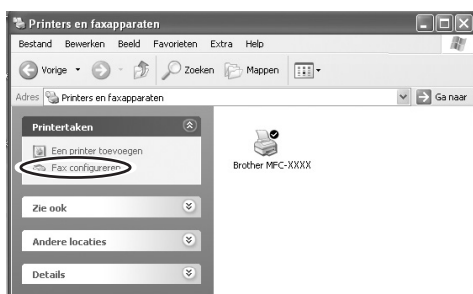 Printers en faxapparaten
Bestand Bewerken Beeld Favorieten Extra Help
Vorige Zoeken Mappen
Adres Printers en faxapparaten Ga naar
Printertaken
Een printer toevoegen
Fax configureren
Brother MFC-XXXX
Zie ook
Andere locaties
Details